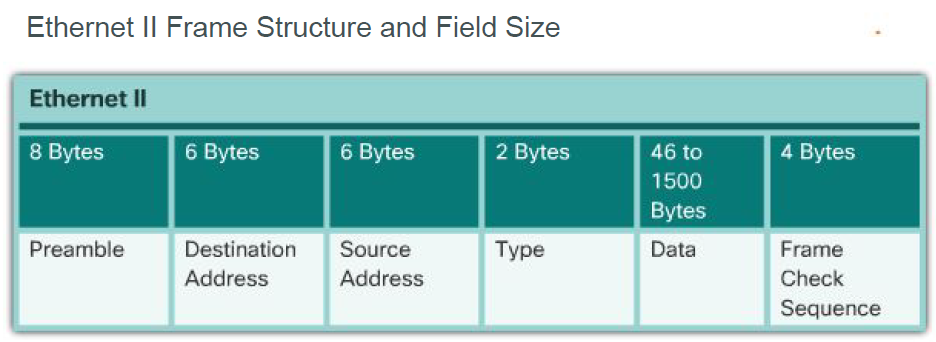 Ethernet II Frame Structure and Field Size
Ethernet II
8 Bytes
6 Bytes
6 Bytes
2 Bytes
46 to
1500
Bytes
4 Bytes
Preamble
Destination
Address
Source
Address
Type
Data
Frame
Check
Sequence